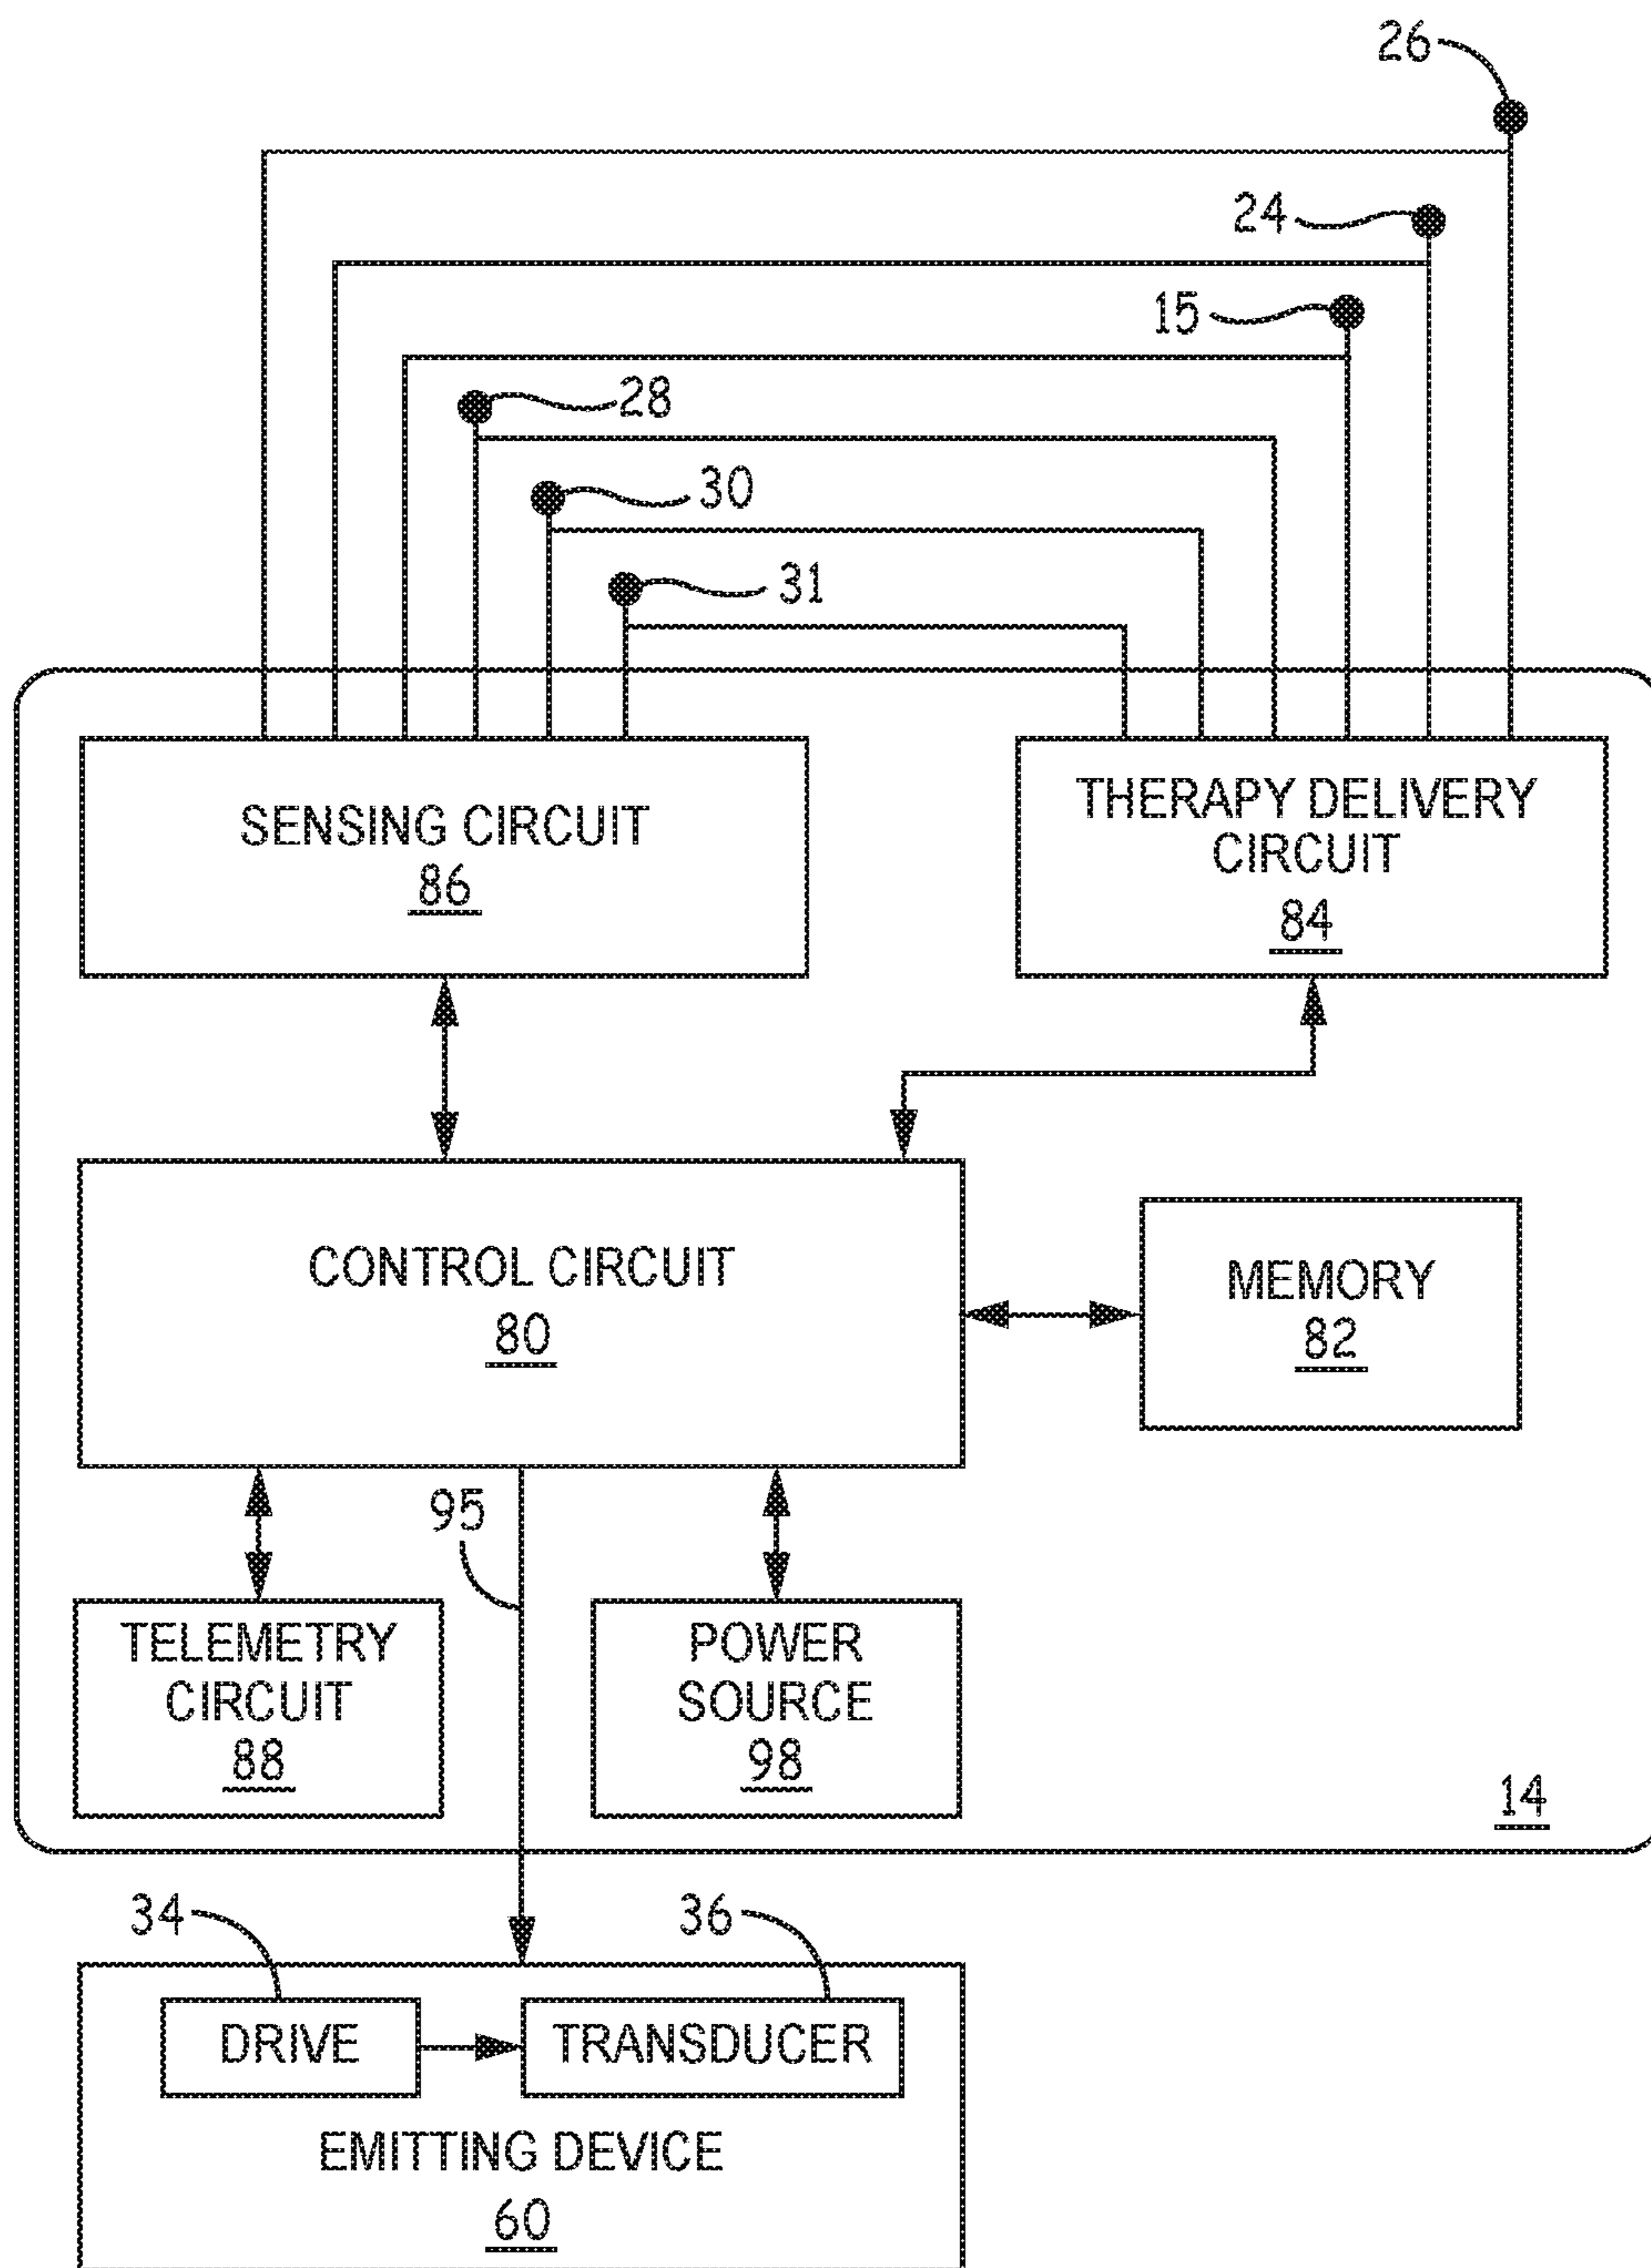 26
24
15
28
30
31
SENSING CIRCUIT
86
THERAPY DELIVERY
CIRCUIT
84
CONTROL CIRCUIT
80
MEMORY
82
95
TELEMETRY
CIRCUIT
88
POWER
SOURCE
98
14
34
36
DRIVE
TRANSDUCER
EMITTING DEVICE
60